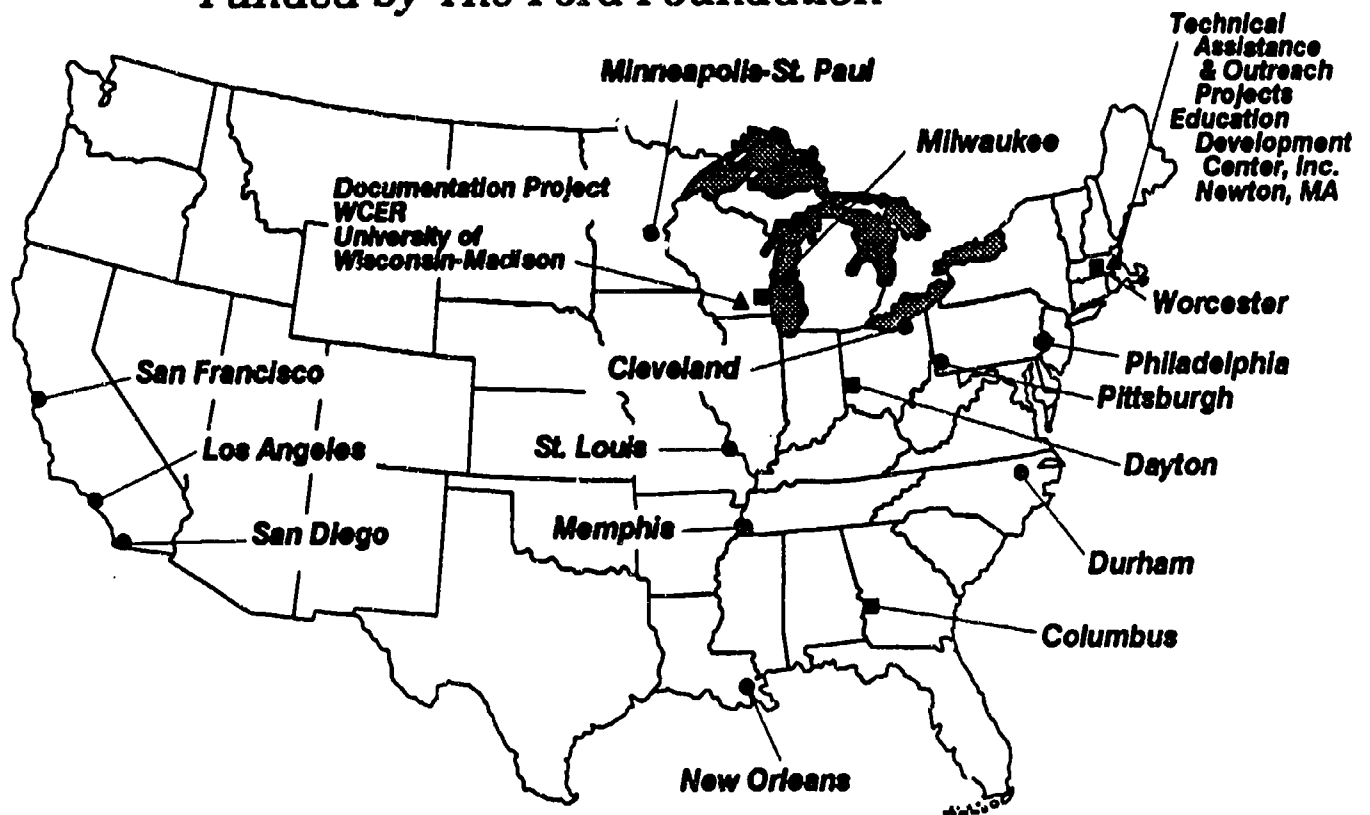 Funded by The Ford Foundation
Technical
Assistance
& Outreach
Projects
Education
Development
Center, Inc.
Newton, MA
Minneapolis-St. Paul
Milwaukee
Documentation Project
WCER
University of
Wisconsin-Madison
Worcester
Cleveland
Philadelphia
San Francisco
Pittsburgh
Los Angeles
St. Louis
Dayton
San Diego
Memphis
Durham
Columbus
New Orleans